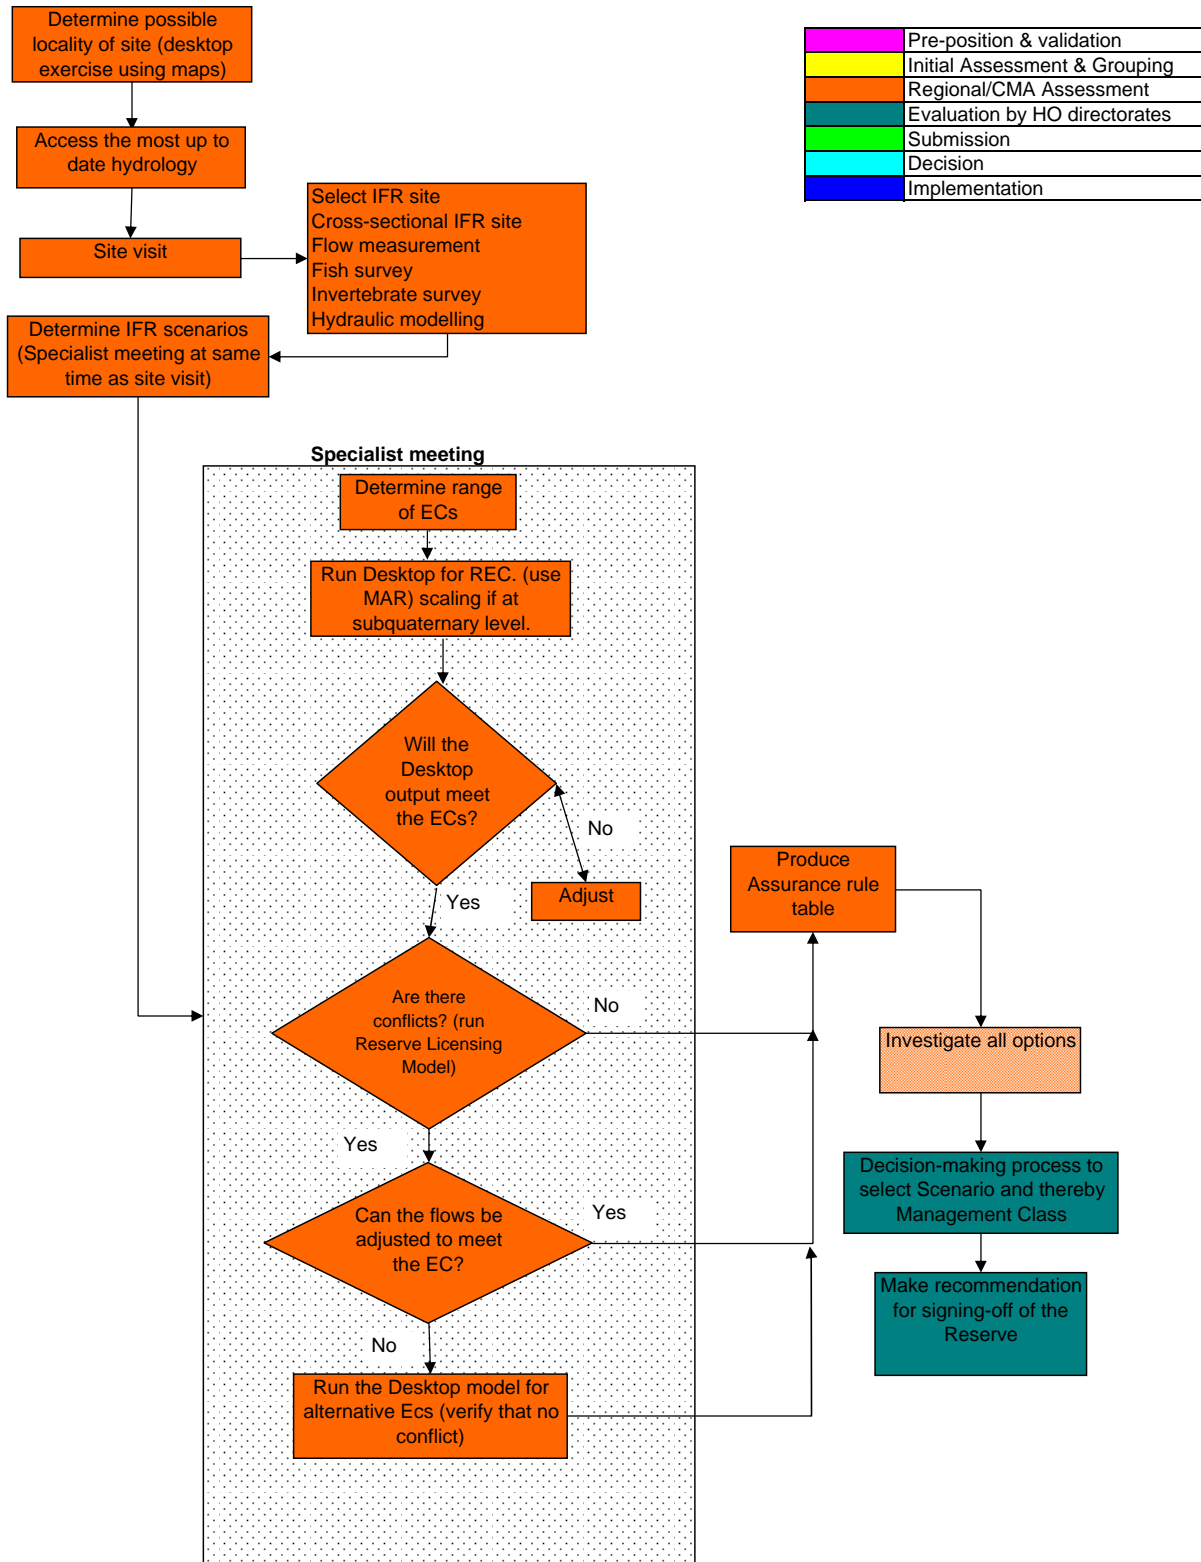 Determine possible
locality of site (desktop
exercise using maps)
Pre-position & validation
Initial Assessment & Grouping
Regional/CMA Assessment
Evaluation by HO directorates
Submission
Decision
Implementation
Access the most up to
date hydrology
Site visit
Select IFR site
Cross-sectional IFR site
Flow measurement
Fish survey
Invertebrate survey
Hydraulic modelling
Determine IFR scenarios
(Specialist meeting at same
time as site visit)
Specialist meeting
Determine range
of ECs
Run Desktop for REC. (use
MAR) scaling if at
subquaternary level.
Will the
Desktop
output meet
the ECs?
No
Adjust
Yes
Are there
conflicts? (run
Reserve Licensing
Model)
No
Yes
Can the flows be
adjusted to meet
the EC?
Yes
No
Run the Desktop model for
alternative Ecs (verify that no
conflict)
Produce
Assurance rule
table
Investigate all options
Decision-making process to
select Scenario and thereby
Management Class
Make recommendation
for signing-off of the
Reserve